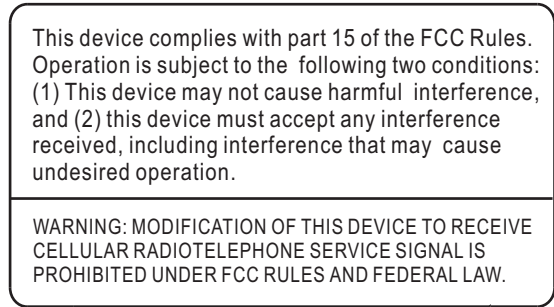 This device complies with part 15 of the FCC Rules.
Operation is subject to the following two conditions:
(1) This device may not cause harmful interference,
and (2) this device must accept any interference
received, including interference that may cause
undesired operation.
WARNING: MODIFICATION OF THIS DEVICE TO RECEIVE
CELLULAR RADIOTELEPHONE SERVICE SIGNAL IS
PROHIBITED UNDER FCC RULES AND FEDERAL LAW.